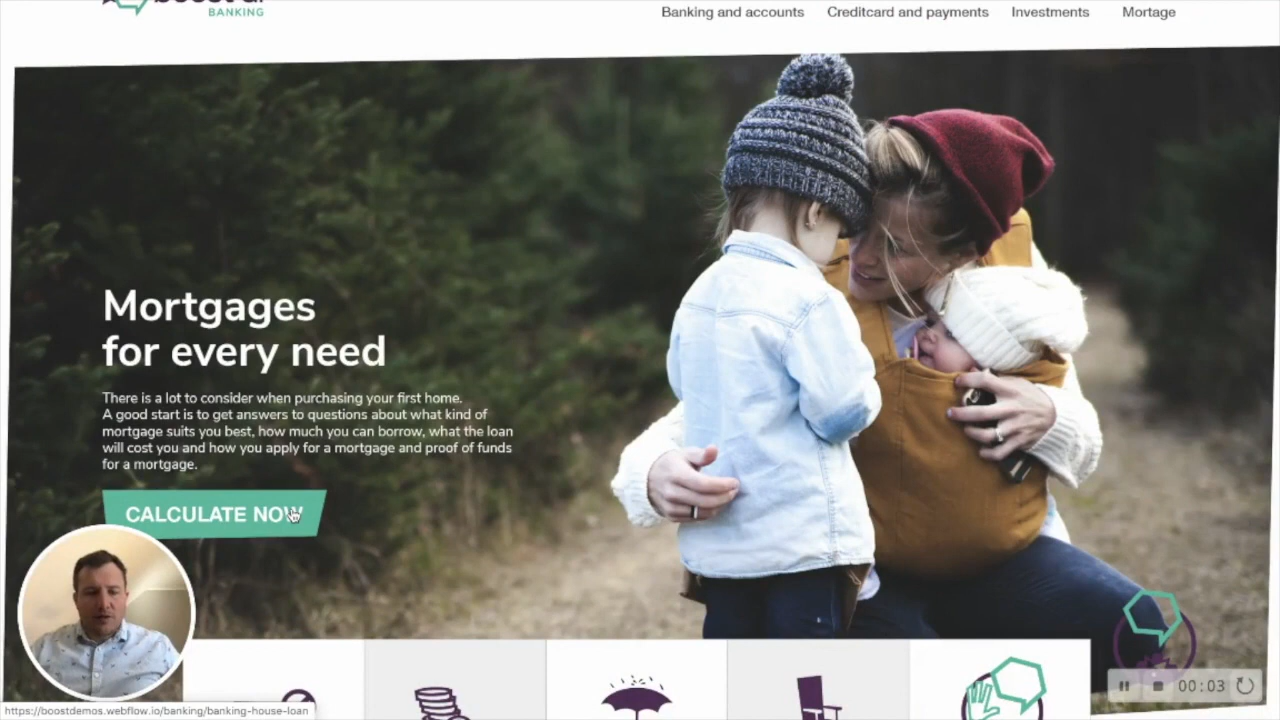 BANKING
Banking and accounts Creditcard and payments Investments Mortage
Mortgages
for every need
There is a lot to consider when purchasing your first home.
A good start is to get answers to questions about what kind of
mortgage suits you best, how much you can borrow, what the loan
will cost you and how you apply for a mortgage and proof of funds
for a mortgage.
CALCULATE NOW
00:03
https://boostdemos.webflow.io/banking/banking-house-loan